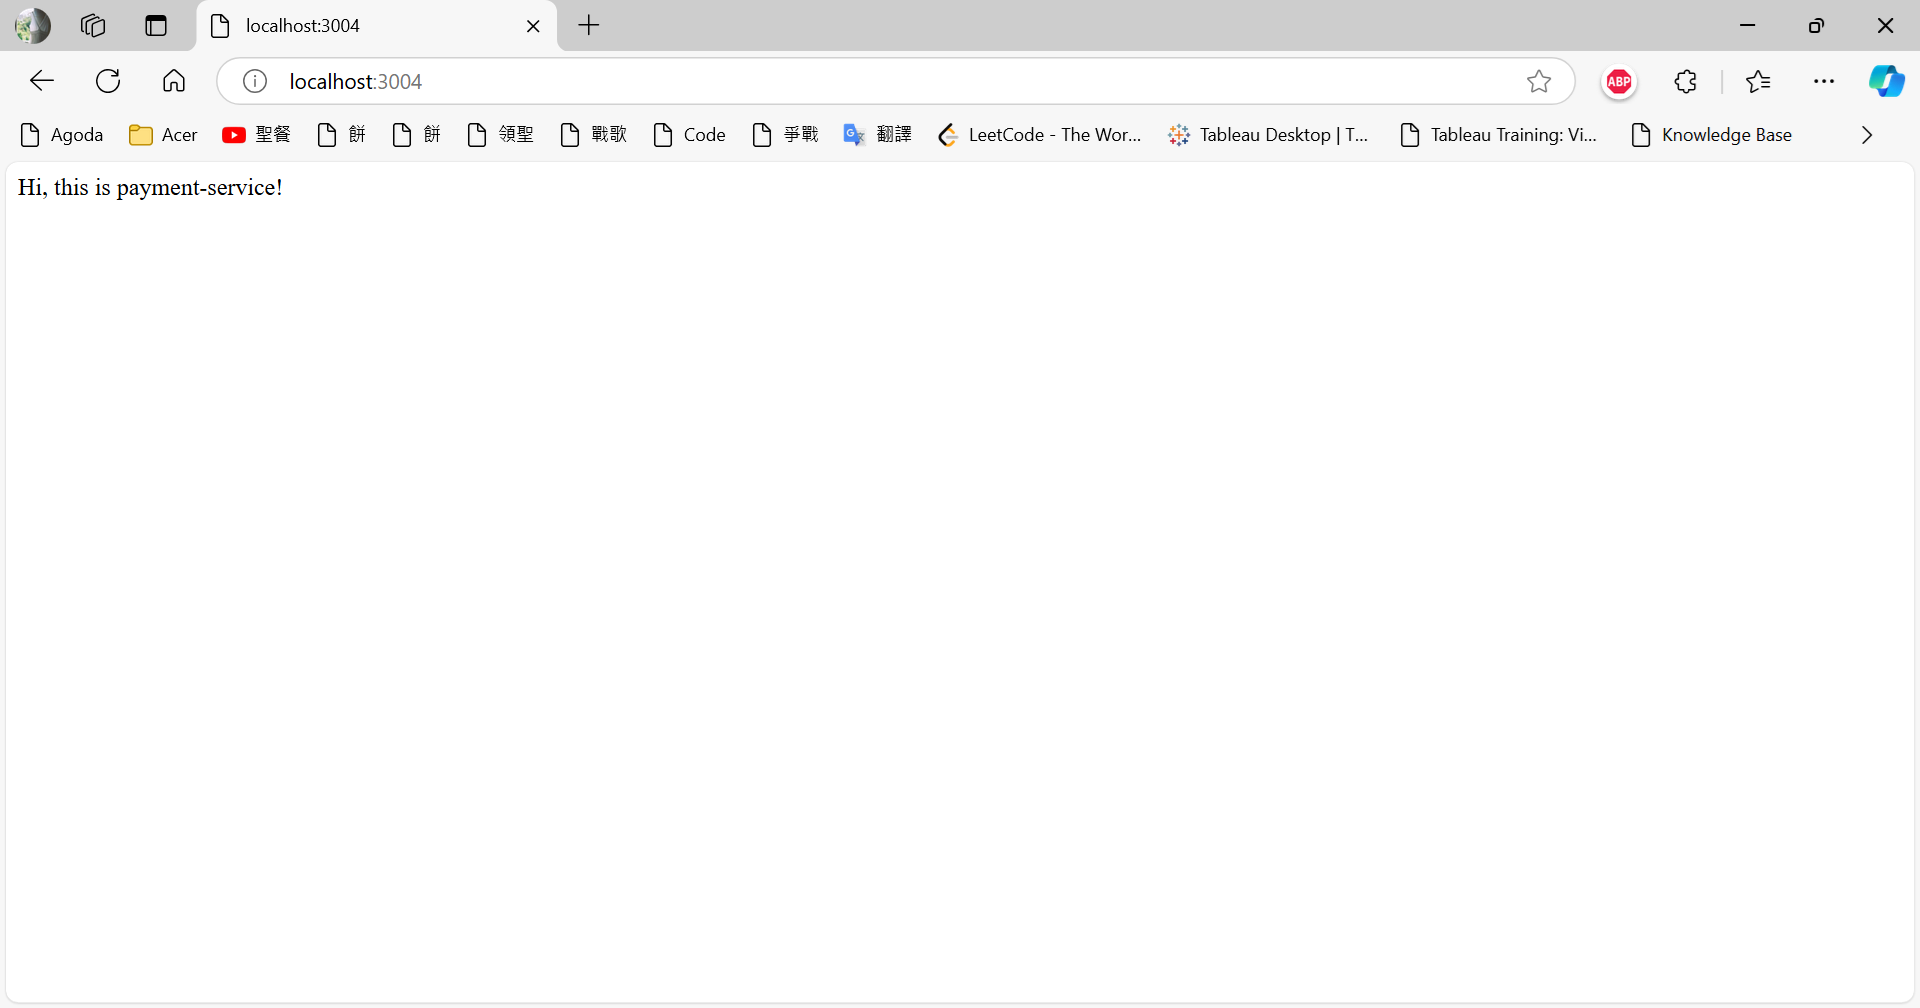 localhost:3004
localhost:3004
ABP
Agoda Acer 聖餐 餅 餅 領聖 戰歌 Code 爭戰 翻譯 LeetCode - The Wor... Tableau Desktop | T... Tableau Training: Vi... Knowledge Base
Hi, this is payment-service!